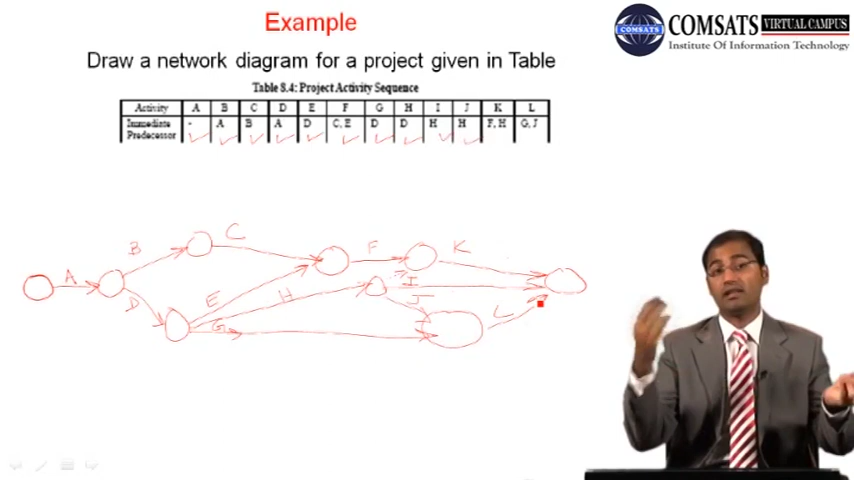 Example
COMSATS VIRTUAL CAMPUS
Institute Of Information Technology
COMSATS
Draw a network diagram for a project given in Table
Table 8.4: Project Activity Sequence
Activity A B C D E F G H I J K L
Immediate Predecessor - A B A D C, E D D H H F, H G, J
B C
A F K
D E H I
G J L